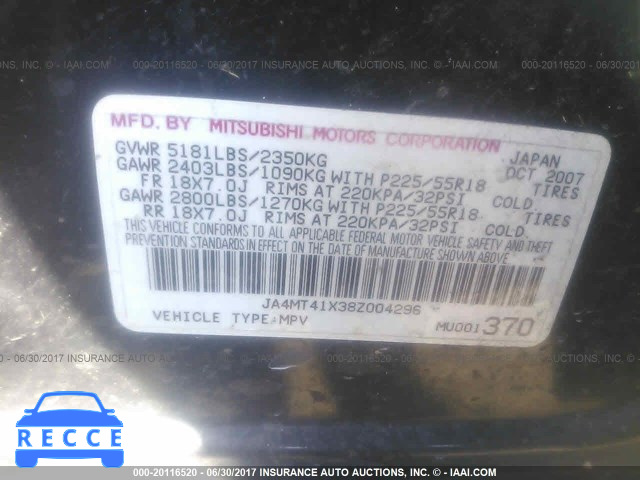 000-20116520 - 06/30/2017 INSURANCE AUTO AUCTIONS - © IAAI.COM
MFD. BY MITSUBISHI MOTORS CORPORATION
GVWR 5181LBS/2350KG JAPAN
GAWR 2403LBS/1090KG WITH P225/55R18 OCT 2007
FR 18X7.0J RIMS AT 220KPA/32PSI COLD. TIRES
GAWR 2800LBS/1270KG WITH P225/55R18
RR 18X7.0J RIMS AT 220KPA/32PSI COLD. TIRES
THIS VEHICLE CONFORMS TO ALL APPLICABLE FEDERAL MOTOR VEHICLE SAFETY AND THEFT
PREVENTION STANDARDS IN EFFECT ON THE DATE OF MANUFACTURE SHOWN ABOVE.
JA4MT41X38Z004296
VEHICLE TYPE:MPV MU001370
RECCE
000-20116520 - 06/30/2017 INSURANCE AUTO AUCTIONS - © IAAI.COM